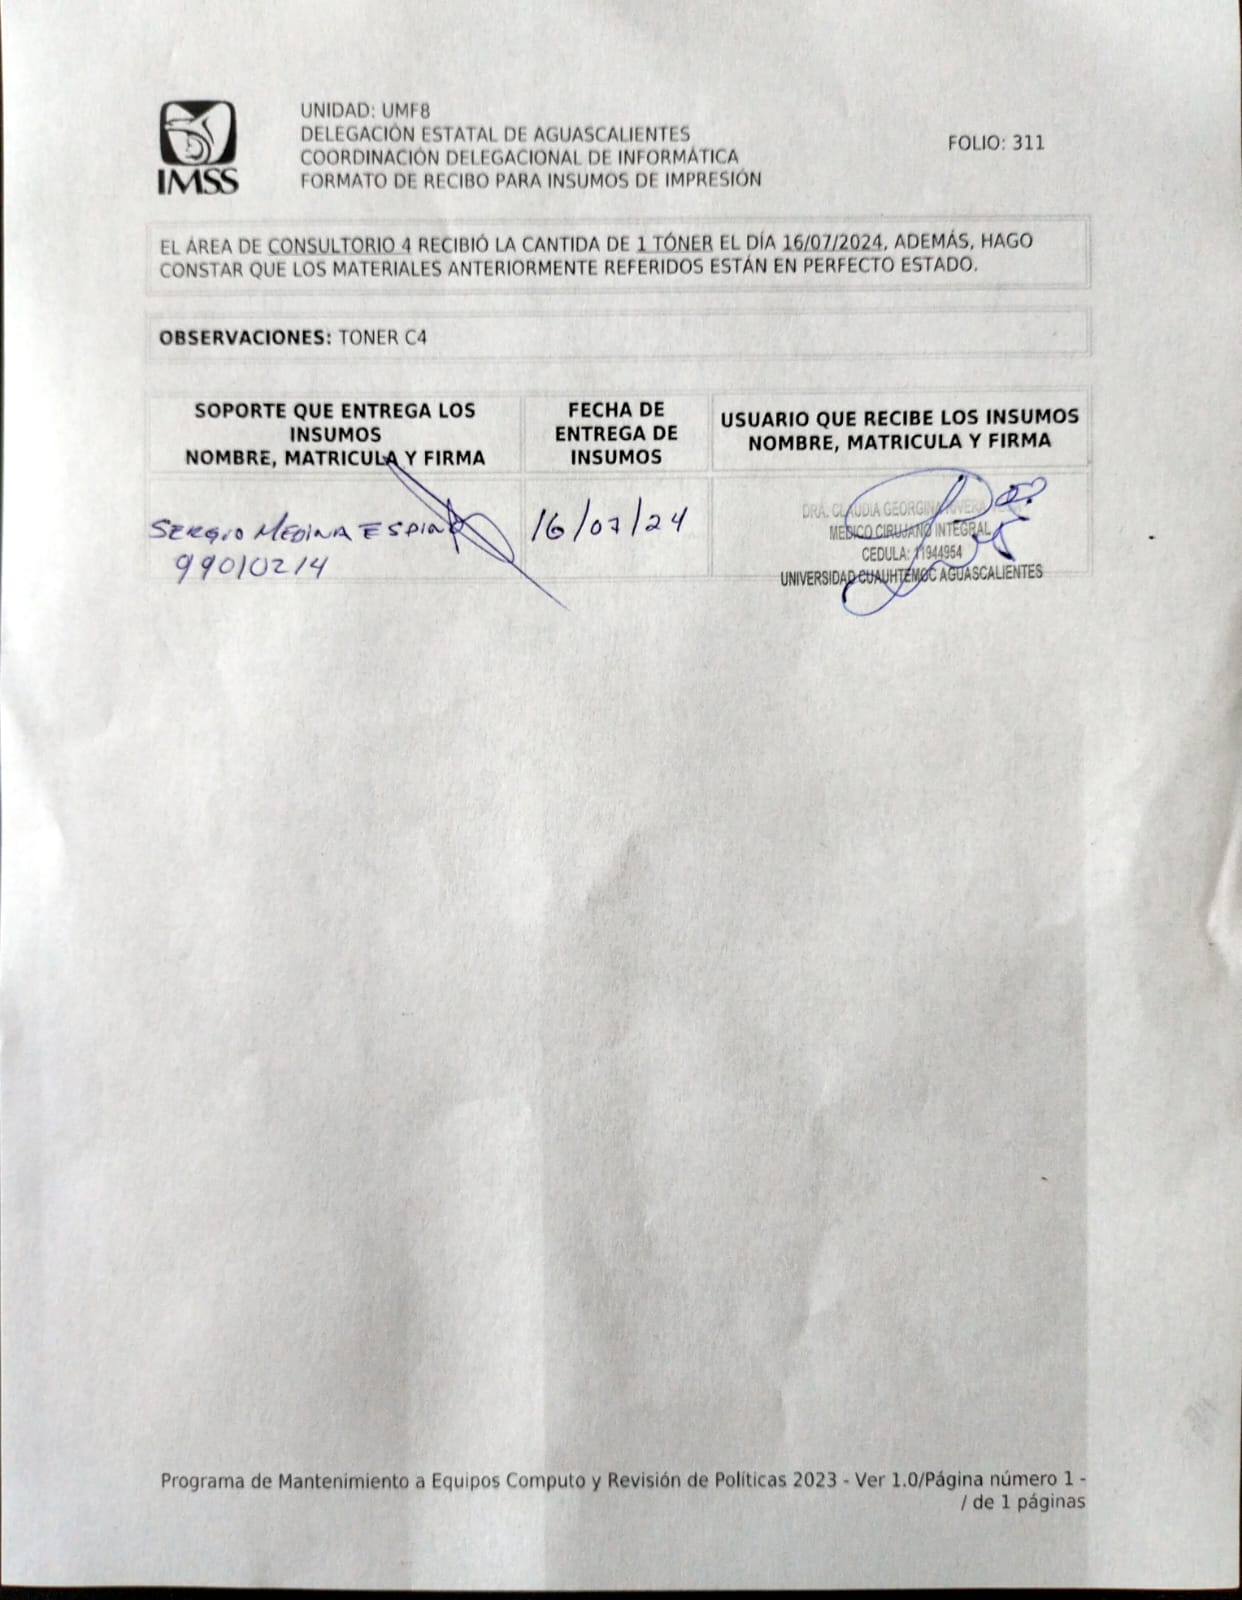 IMSS
UNIDAD: UMF8
DELEGACIÓN ESTATAL DE AGUASCALIENTES
COORDINACIÓN DELEGACIONAL DE INFORMÁTICA
FORMATO DE RECIBO PARA INSUMOS DE IMPRESIÓN
FOLIO: 311
EL ÁREA DE CONSULTORIO 4 RECIBIÓ LA CANTIDA DE 1 TÓNER EL DÍA 16/07/2024, ADEMÁS, HAGO
CONSTAR QUE LOS MATERIALES ANTERIORMENTE REFERIDOS ESTÁN EN PERFECTO ESTADO.
OBSERVACIONES: TONER C4
SOPORTE QUE ENTREGA LOS
INSUMOS
NOMBRE, MATRICULA Y FIRMA
FECHA DE
ENTREGA DE
INSUMOS
USUARIO QUE RECIBE LOS INSUMOS
NOMBRE, MATRICULA Y FIRMA
SERGIO MEDINA
99010214
16/07/24
DRA. CLAUDIA GEORGINA
MEDICO CIRUJANO INTEGRAL
CEDULA: 11944954
UNIVERSIDAD CUAUHTEMOC AGUASCALIENTES
Programa de Mantenimiento a Equipos Computo y Revisión de Políticas 2023 - Ver 1.0/Página número 1 -
/ de 1 páginas